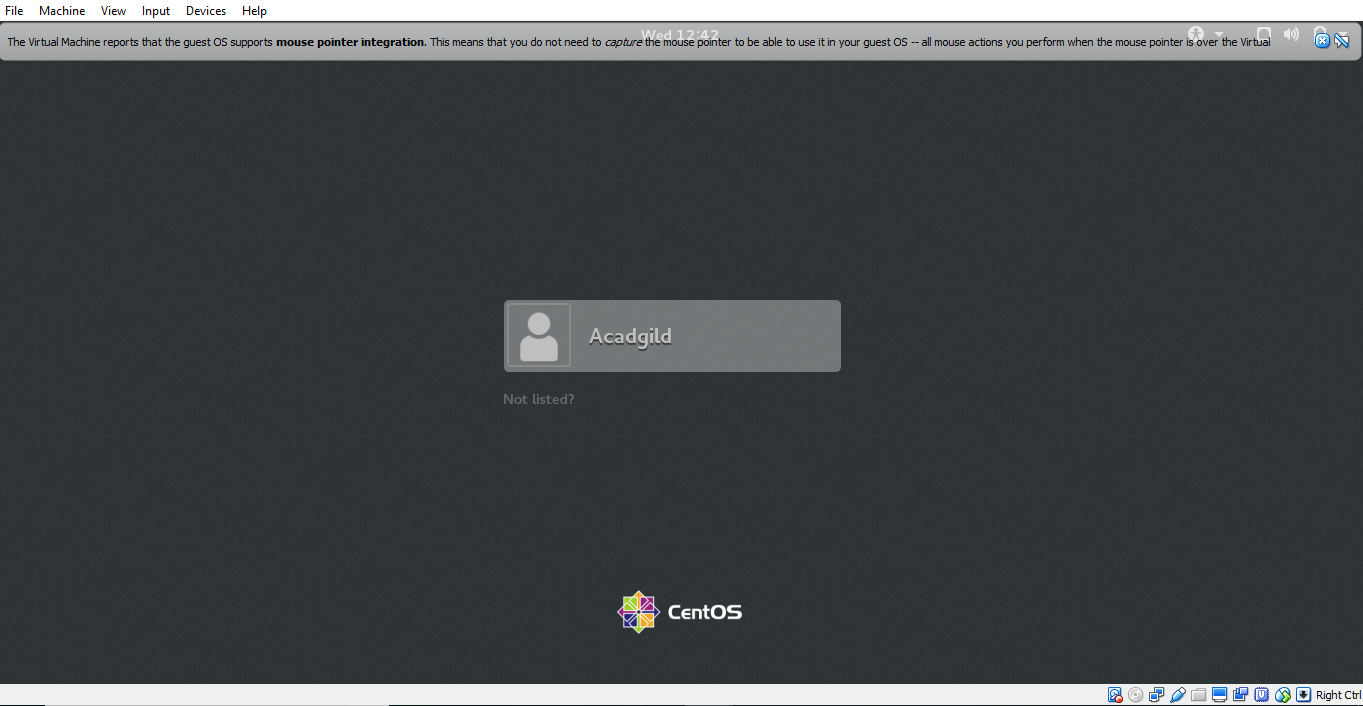 File Machine View Input Devices Help
Wed 12:42
The Virtual Machine reports that the guest OS supports mouse pointer integration. This means that you do not need to capture the mouse pointer to be able to use it in your guest OS -- all mouse actions you perform when the mouse pointer is over the Virtual
Acadgild
Not listed?
CentOS
Right Ctrl